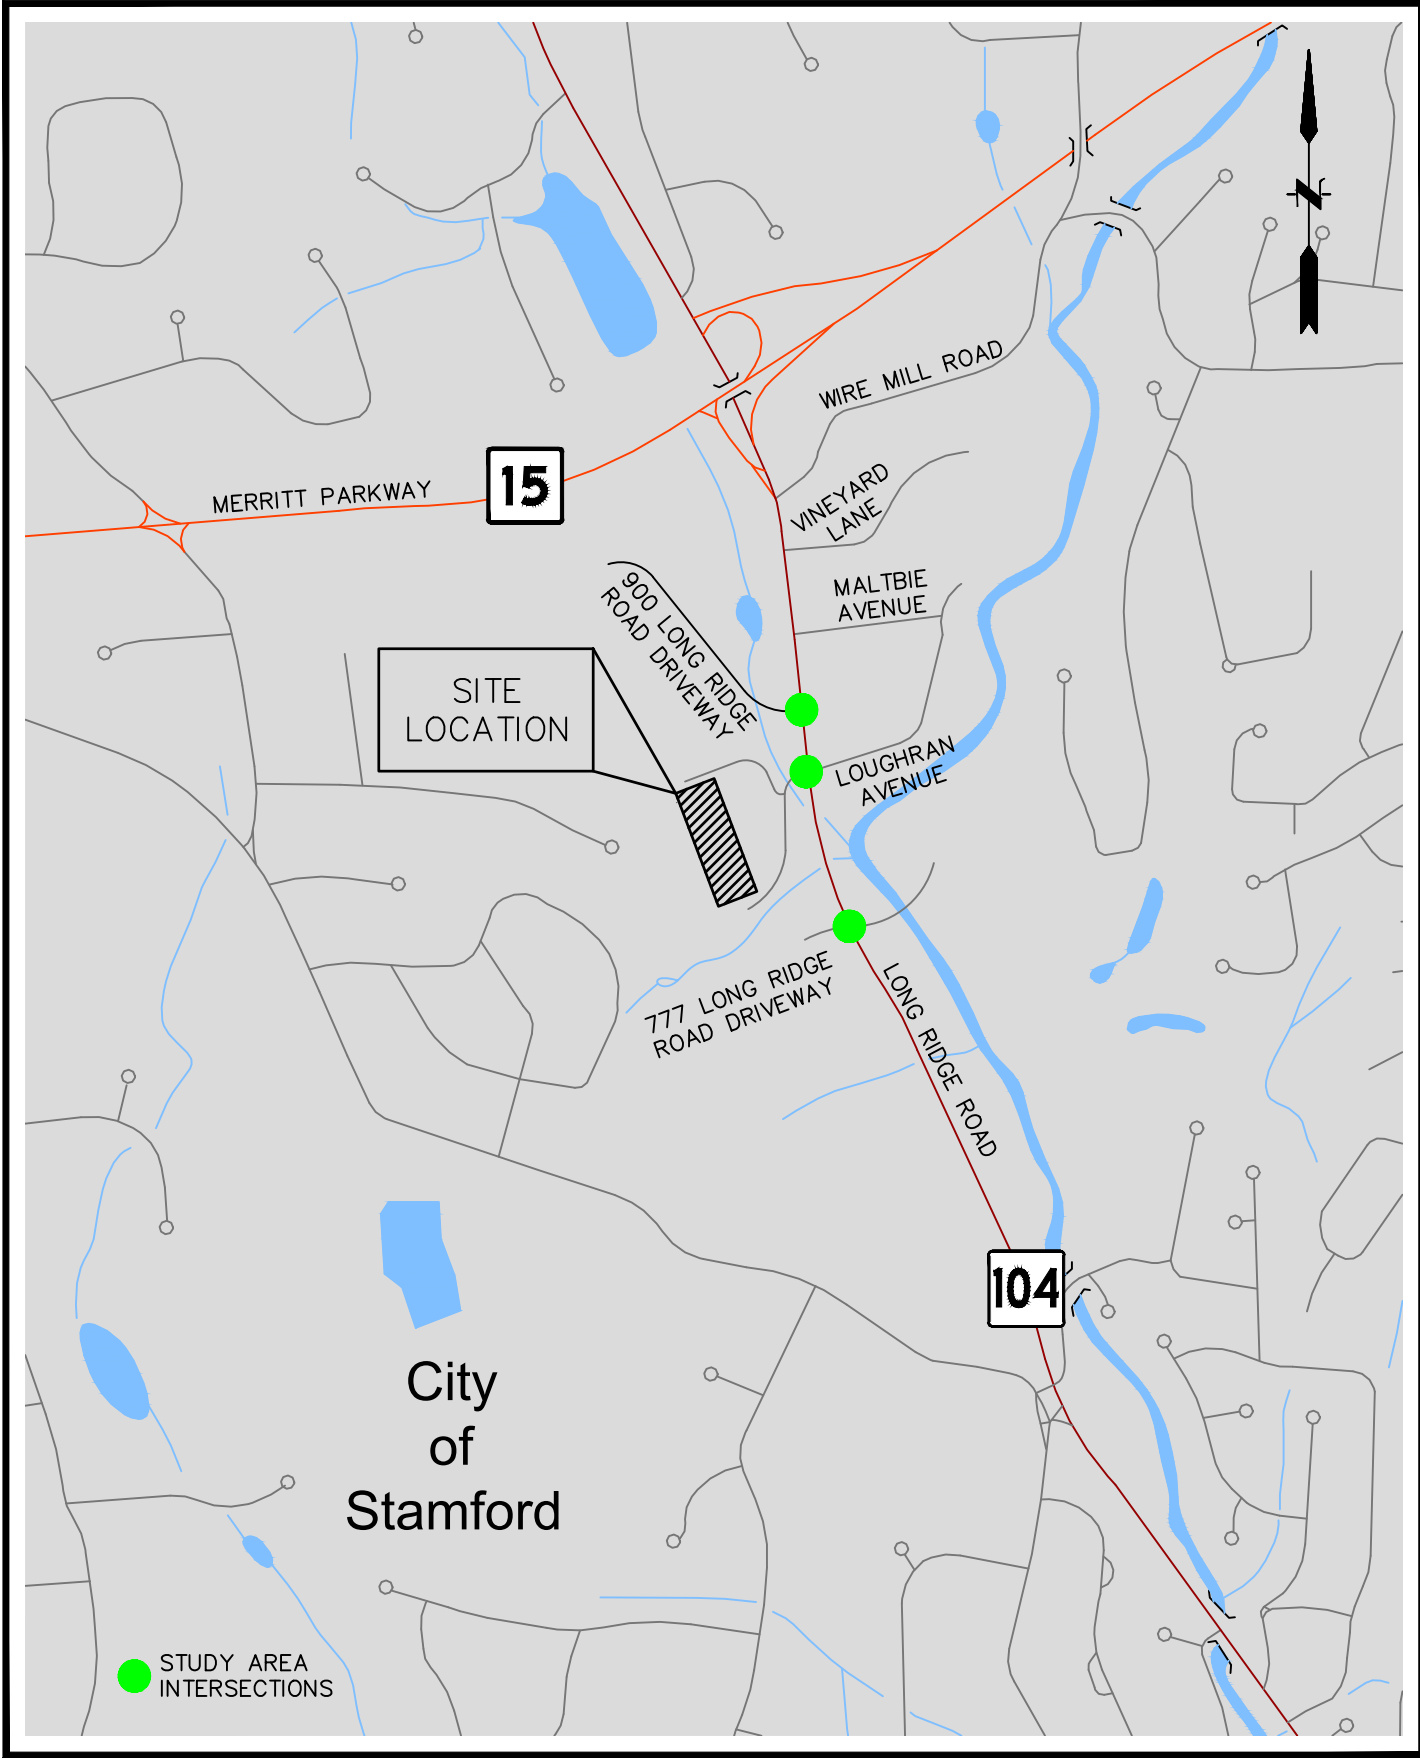 N
WIRE MILL ROAD
MERRITT PARKWAY
15
VINEYARD
LANE
MALTBIE
AVENUE
900 LONG RIDGE
ROAD DRIVEWAY
SITE
LOCATION
LOUGHRAN
AVENUE
777 LONG RIDGE
ROAD DRIVEWAY
LONG RIDGE ROAD
104
City
of
Stamford
STUDY AREA
INTERSECTIONS